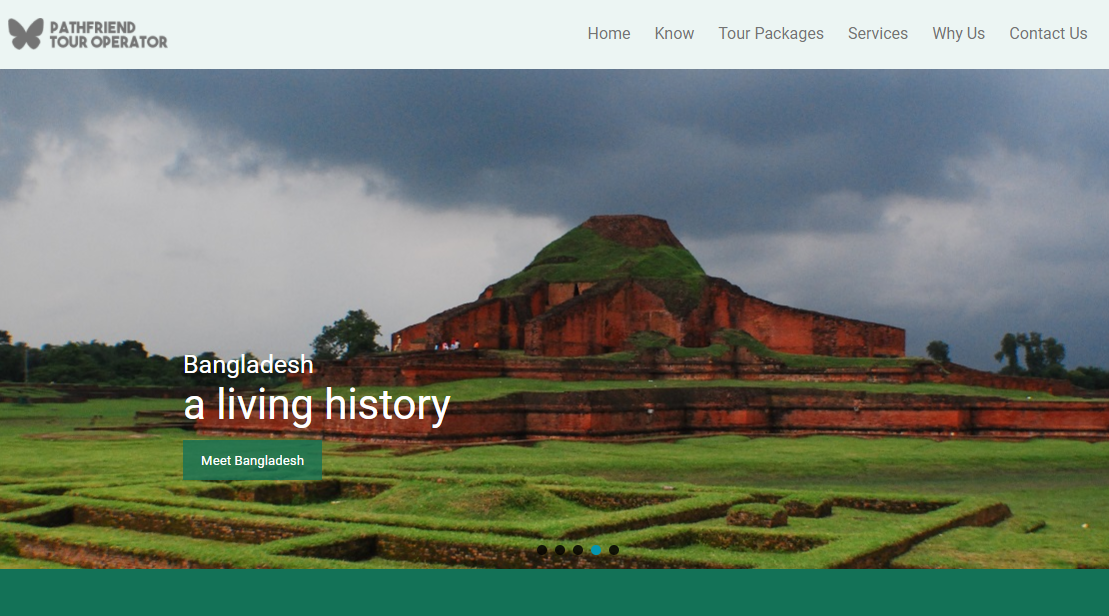 PATHFRIEND
TOUR OPERATOR
Home Know Tour Packages Services Why Us Contact Us
Bangladesh
a living history
Meet Bangladesh